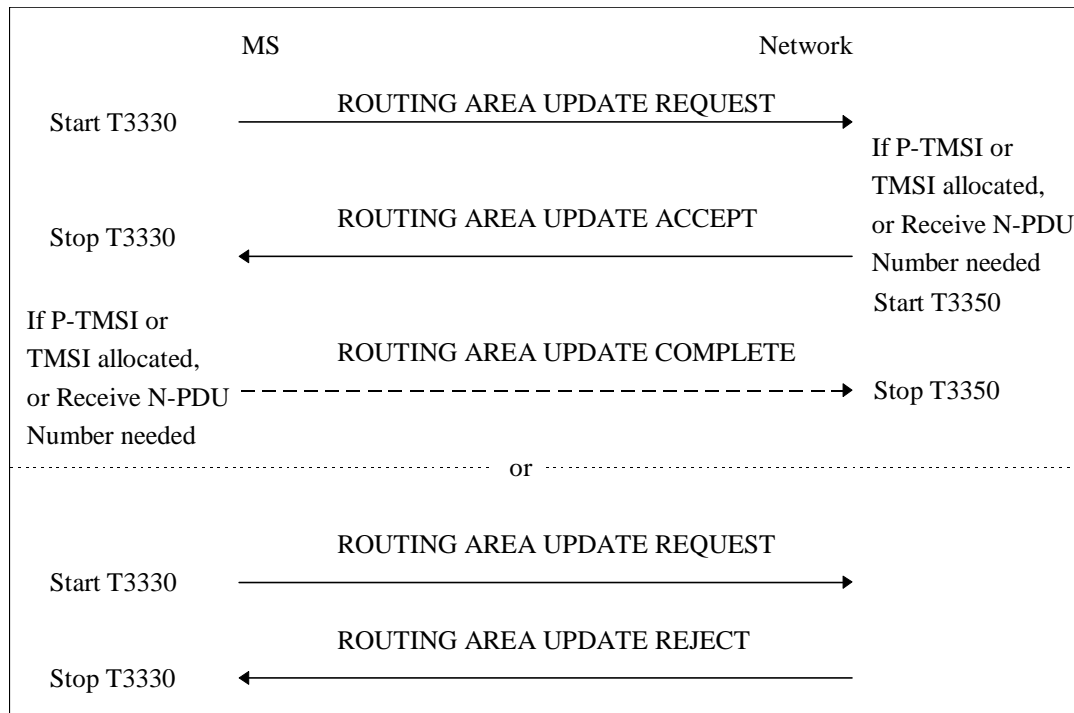 MS
Network
ROUTING AREA UPDATE REQUEST
Start T3330
If P-TMSI or
TMSI allocated,
or Receive N-PDU
Number needed
Start T3350
ROUTING AREA UPDATE ACCEPT
Stop T3330
If P-TMSI or
TMSI allocated,
or Receive N-PDU
Number needed
ROUTING AREA UPDATE COMPLETE
Stop T3350
or
ROUTING AREA UPDATE REQUEST
Start T3330
ROUTING AREA UPDATE REJECT
Stop T3330